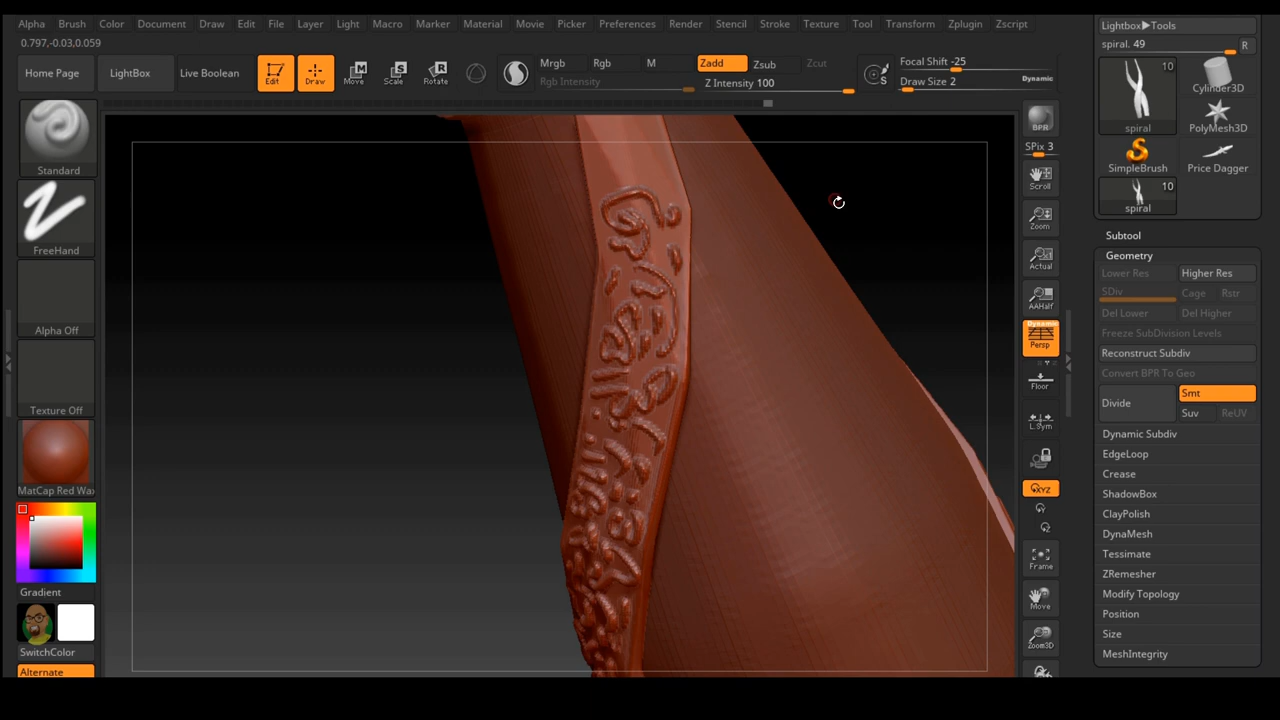 Alpha Brush Color Document Draw Edit File Layer Light Macro Marker Material Movie Picker Preferences Render Stencil Stroke Texture Tool Transform Zplugin Zscript
0.797,-0.03,0.059
Home Page LightBox Live Boolean Edit Draw Move Scale Rotate
Mrgb Rgb M Zadd Zsub Zcut
Rgb Intensity Z Intensity 100
Focal Shift -25
Draw Size 2 Dynamic
Standard
FreeHand
Alpha Off
Texture Off
MatCap Red Wax
Gradient
SwitchColor
Alternate
BPR
SPix 3
Scroll
Zoom
Actual
AAHalf
Dynamic
Persp
Floor
L.Sym
XYZ
Frame
Move
Zoom3D
Lightbox▶Tools
spiral. 49 R
10
spiral
Cylinder3D
PolyMesh3D
SimpleBrush
Price Dagger
10
spiral
Subtool
Geometry
Lower Res Higher Res
SDiv Cage Rstr
Del Lower Del Higher
Freeze SubDivision Levels
Reconstruct Subdiv
Convert BPR To Geo
Divide Smt
Suv ReUV
Dynamic Subdiv
EdgeLoop
Crease
ShadowBox
ClayPolish
DynaMesh
Tessimate
ZRemesher
Modify Topology
Position
Size
MeshIntegrity